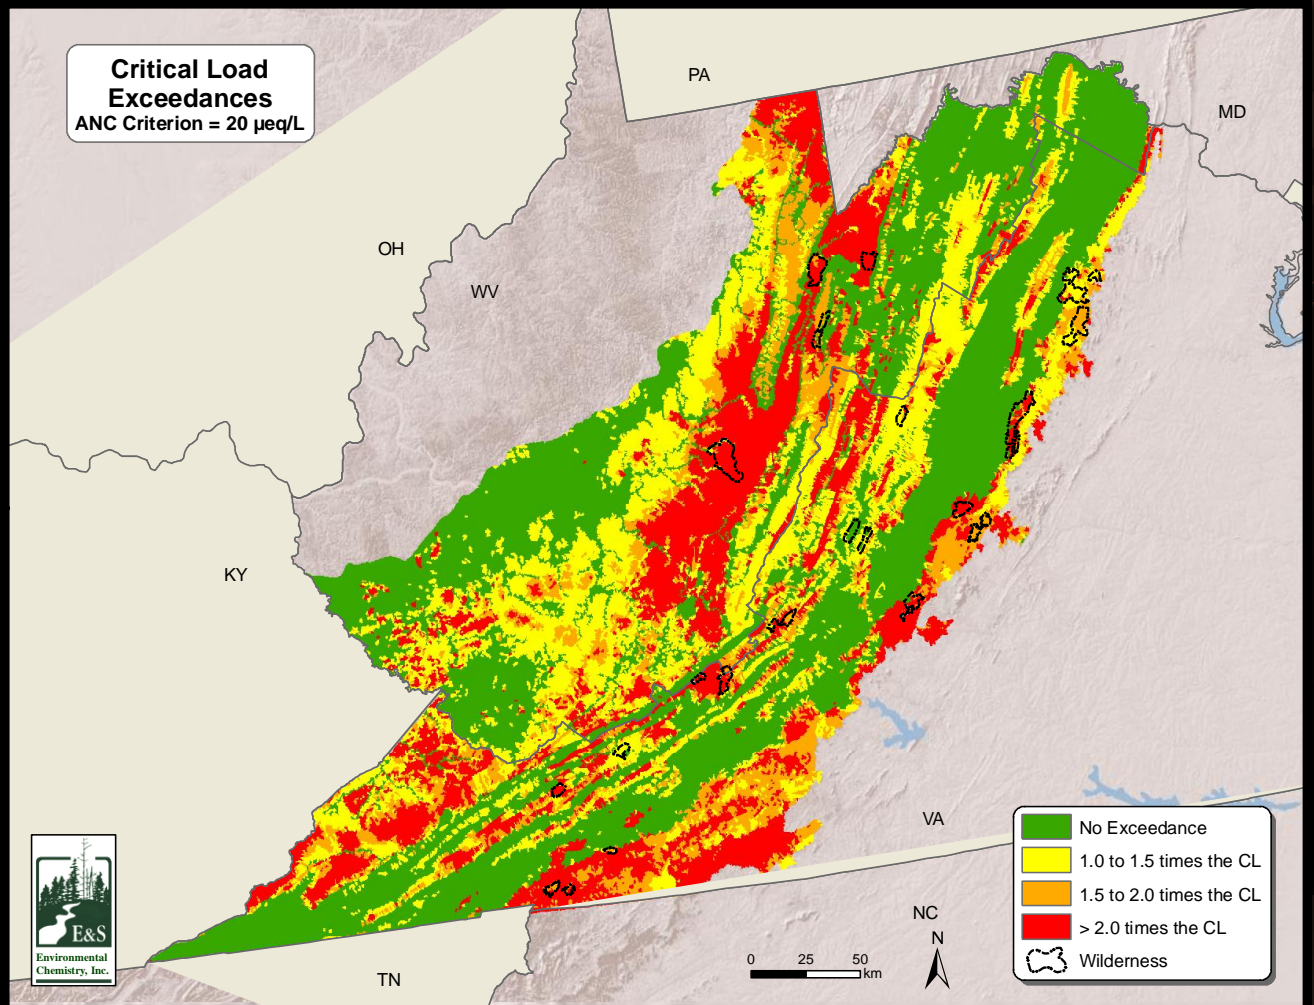 Critical Load
Exceedances
ANC Criterion = 20 µeq/L
PA
MD
OH
WV
KY
VA
NC
TN
No Exceedance
1.0 to 1.5 times the CL
1.5 to 2.0 times the CL
> 2.0 times the CL
Wilderness
N
0 25 50
km
E&S
Environmental
Chemistry, Inc.